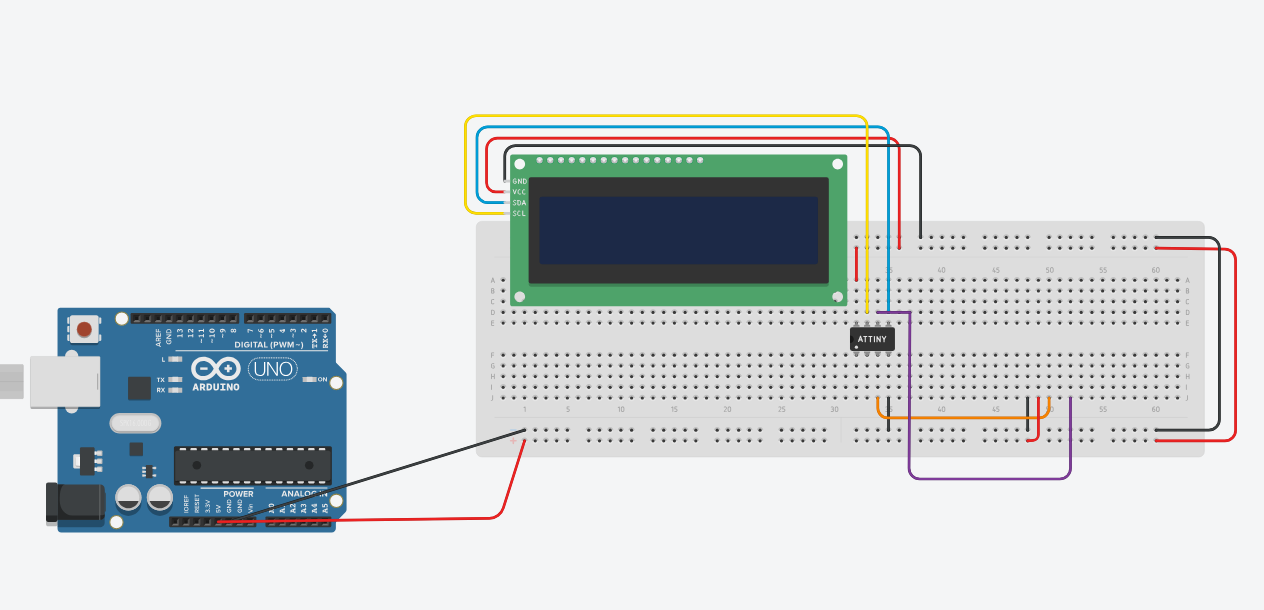 GND
VCC
SDA
SCL
35 40 45 50 55 60
A A
B B
C C
D D
E E
ATTINY
F F
G G
H H
I I
J J
1 5 10 15 20 25 30 35 40 45 50 55 60
AREF
GND
13
12
~11
~10
~9
8
7
~6
~5
4
~3
2
TX→1
RX←0
DIGITAL (PWM~)
L
TX
RX
ARDUINO
UNO
ON
POWER
ANALOG IN
IOREF
RESET
3.3V
5V
GND
GND
Vin
A0
A1
A2
A3
A4
A5